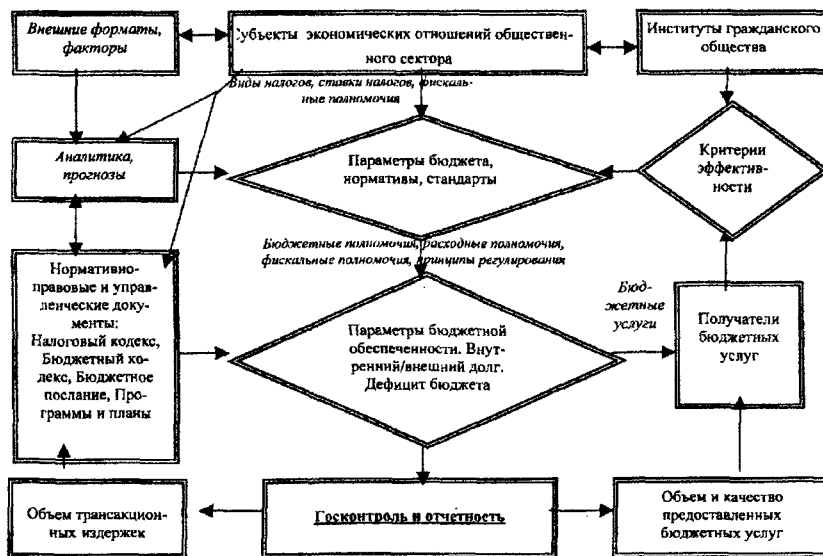 Внешние форматы,
факторы
Субъекты экономических отношений общественного
сектора
Институты гражданского
общества
Виды налогов, ставки налогов, фискаль-
ные полномочия
Аналитика,
прогнозы
Параметры бюджета,
нормативы, стандарты
Критерии
эффектив-
ности
Бюджетные полномочия, расходные полномочия,
фискальные полномочия, принципы регулирования
Нормативно-
правовые и управ-
ленческие доку-
менты:
Налоговый кодекс,
Бюджетный ко-
декс, Бюджетное
послание, Про-
граммы и планы
Параметры бюджетной
обеспеченности. Внут-
ренний/внешний долг.
Дефицит бюджета
Бюд-
жетные
услуги
Получатели
бюджетных
услуг
Объем трансакцион-
ных издержек
Госконтроль и отчетность
Объем и качество
предоставленных
бюджетных услуг